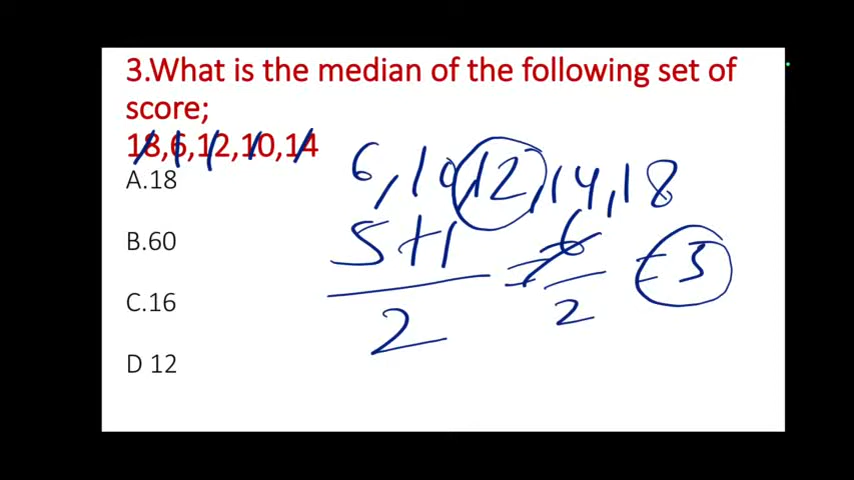 3.What is the median of the following set of
score;
18,6,12,10,14
6,10,12,14,18
A.18
5+1/2 = 6/2 = 3
B.60
C.16
D 12